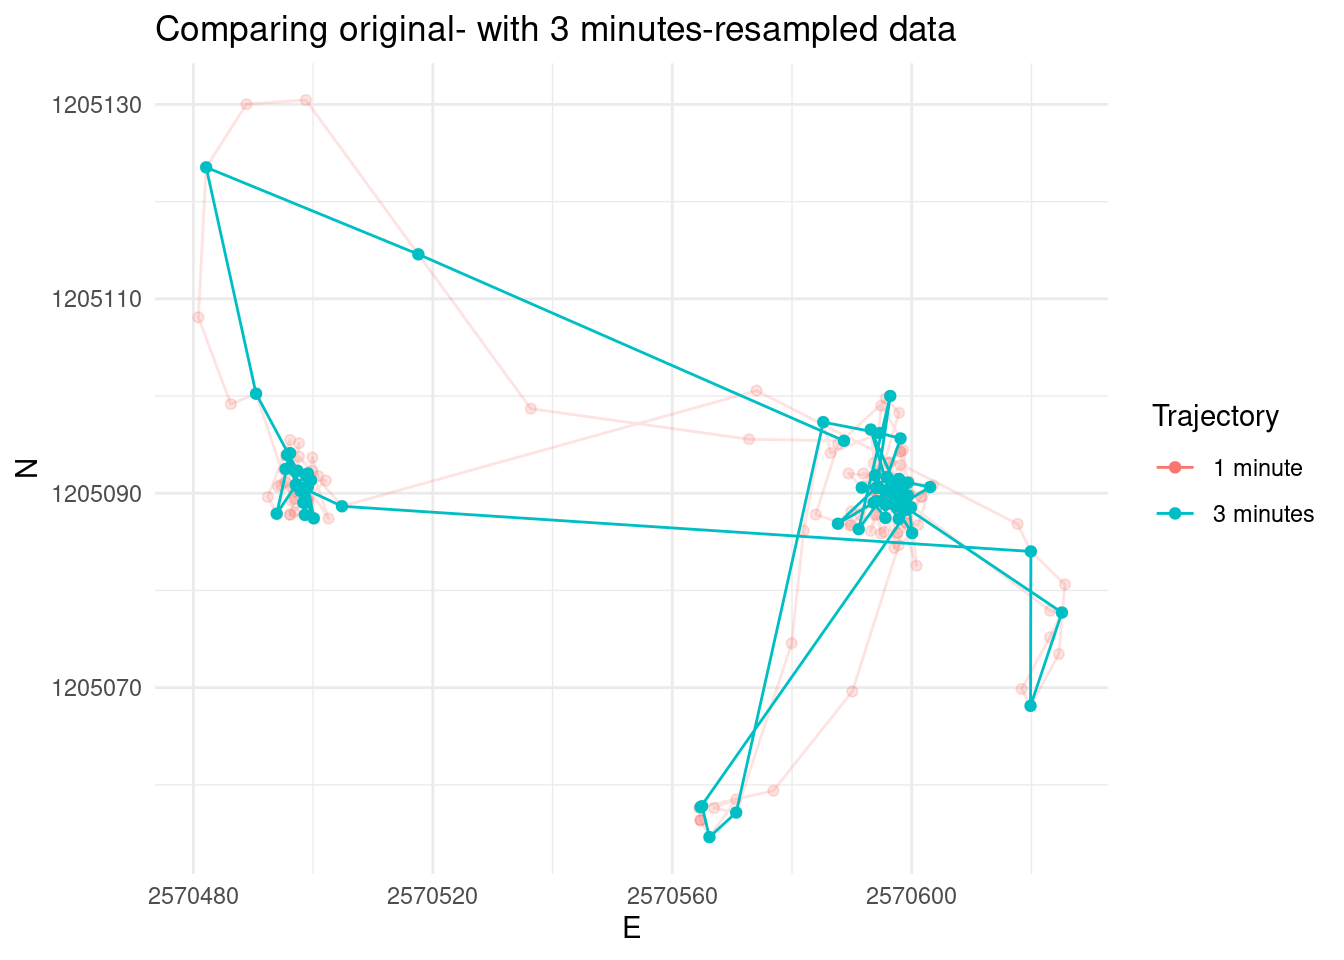 Comparing original- with 3 minutes-resampled data
1205130
1205110
1205090
1205070
N
2570480 2570520 2570560 2570600
E
Trajectory
1 minute
3 minutes